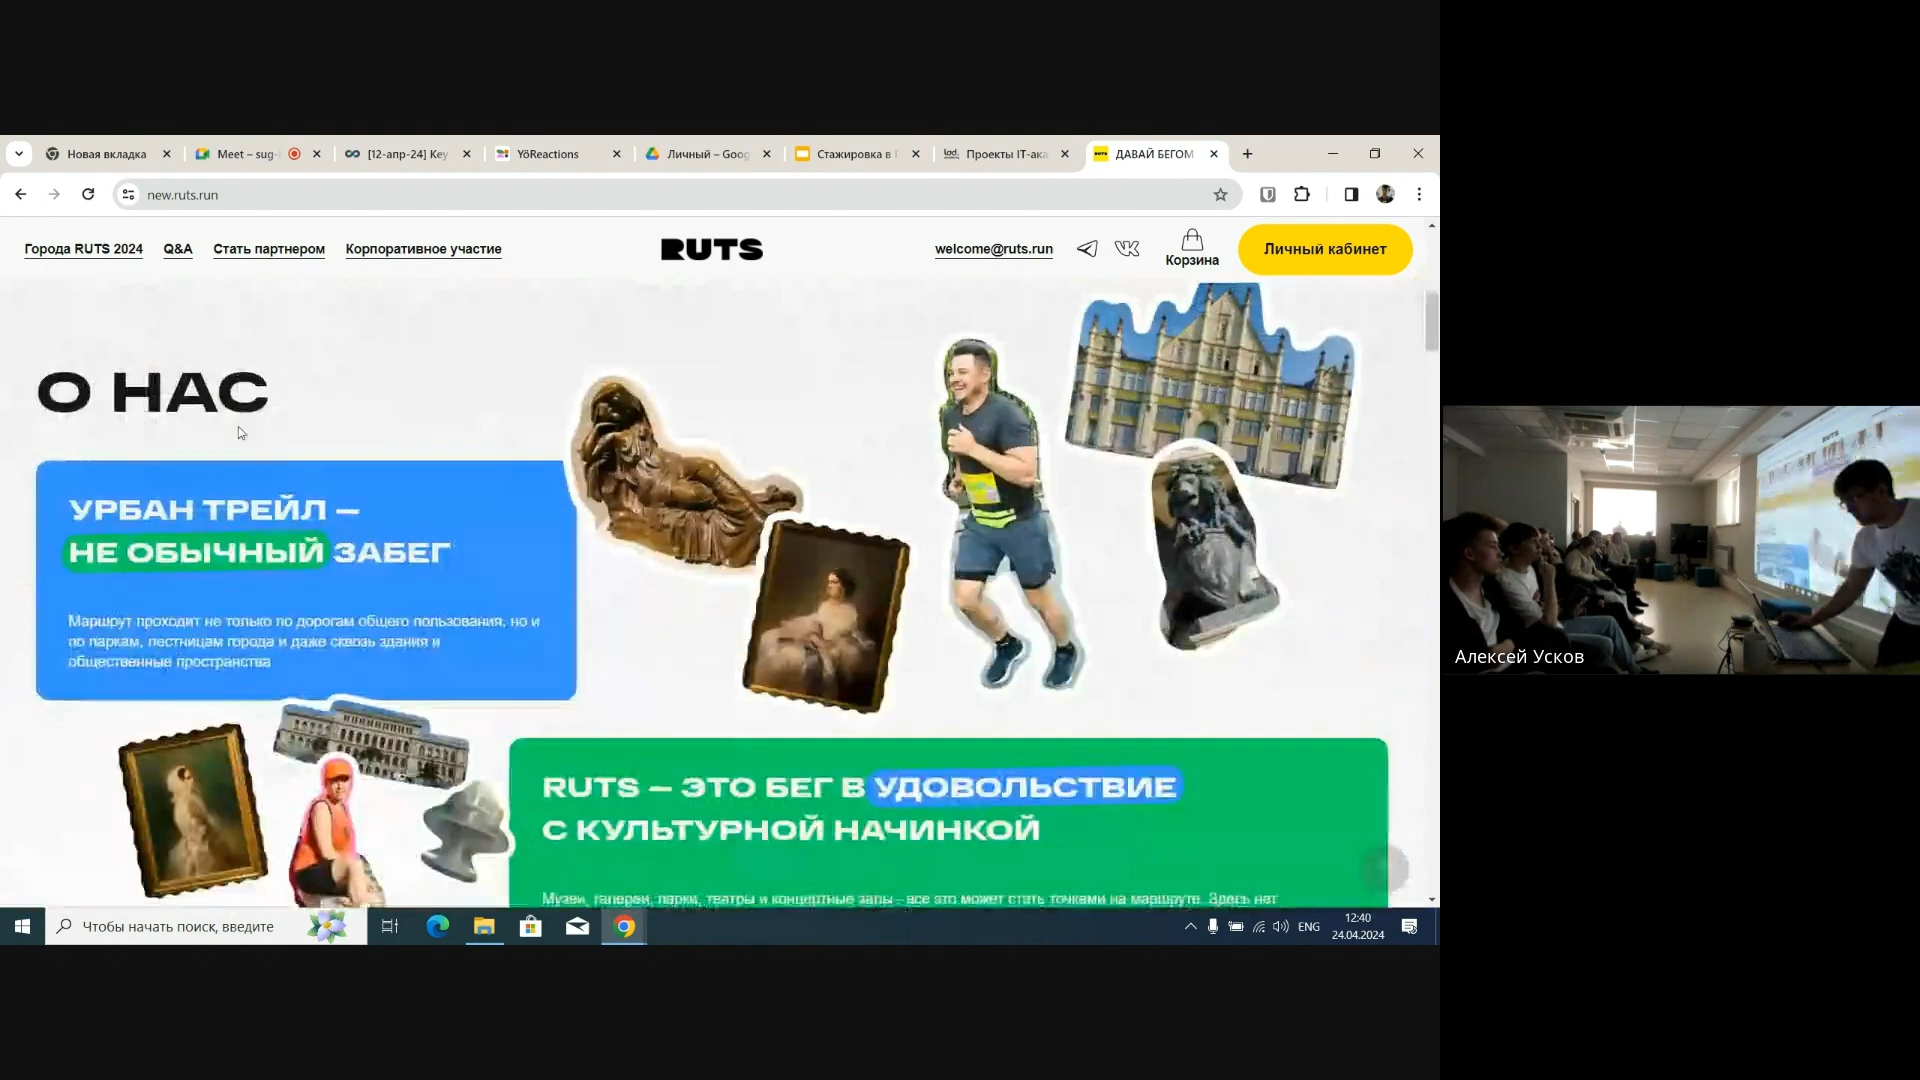 Новая вкладка
Meet – sug-
[12-апр-24] Key
YöReactions
Личный – Goog
Стажировка в I
Проекты IT-ака
ДАВАЙ БЕГОМ
new.ruts.run
Города RUTS 2024
Q&A
Стать партнером
Корпоративное участие
RUTS
welcome@ruts.run
Корзина
Личный кабинет
О НАС
УРБАН ТРЕЙЛ —
НЕ ОБЫЧНЫЙ ЗАБЕГ
Маршрут проходит не только по дорогам общего пользования, но и
по паркам, лестницам города и даже сквозь здания и
общественные пространства
RUTS — ЭТО БЕГ В УДОВОЛЬСТВИЕ
С КУЛЬТУРНОЙ НАЧИНКОЙ
Музеи, галереи, парки, театры и концертные залы - все это может стать точками на маршруте. Здесь нет
Чтобы начать поиск, введите
ENG
12:40
24.04.2024
Алексей Усков